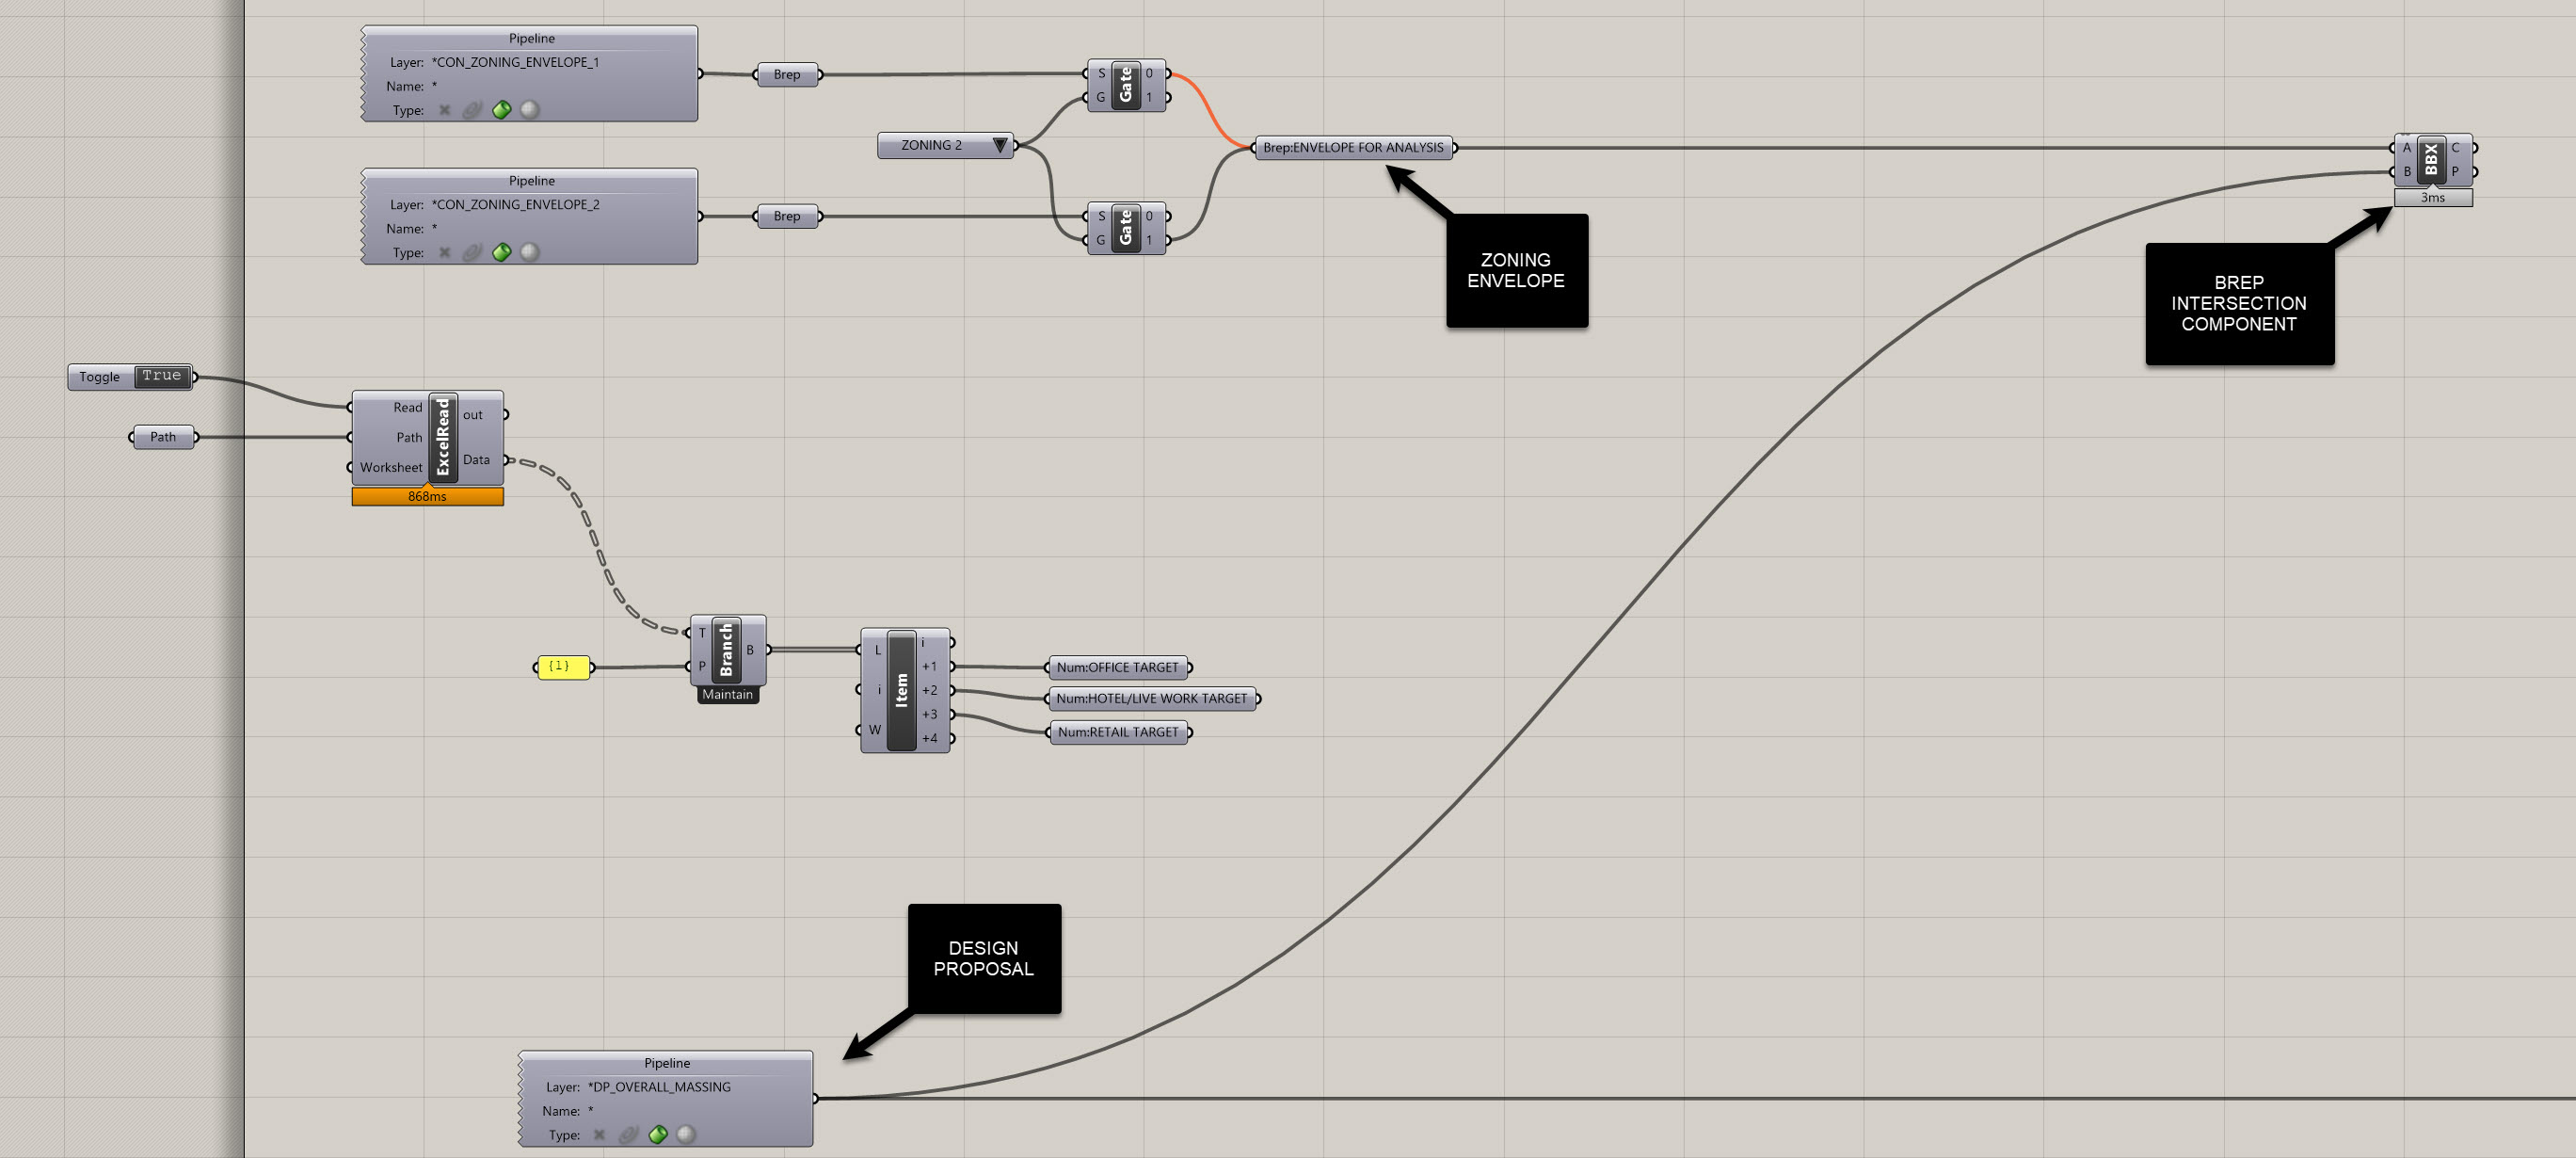 Pipeline
Layer: *CON_ZONING_ENVELOPE_1
Name: *
Type:
Brep
S
G
Gate
0
1
ZONING 2
Brep:ENVELOPE FOR ANALYSIS
A
B
BBX
C
P
3ms
Pipeline
Layer: *CON_ZONING_ENVELOPE_2
Name: *
Type:
Brep
S
G
Gate
0
1
ZONING
ENVELOPE
BREP
INTERSECTION
COMPONENT
Toggle True
Path
Read
Path
Worksheet
ExcelRead
out
Data
868ms
{1}
T
P
Branch
B
Maintain
L
i
W
Item
i
+1
+2
+3
+4
Num:OFFICE TARGET
Num:HOTEL/LIVE WORK TARGET
Num:RETAIL TARGET
DESIGN
PROPOSAL
Pipeline
Layer: *DP_OVERALL_MASSING
Name: *
Type: